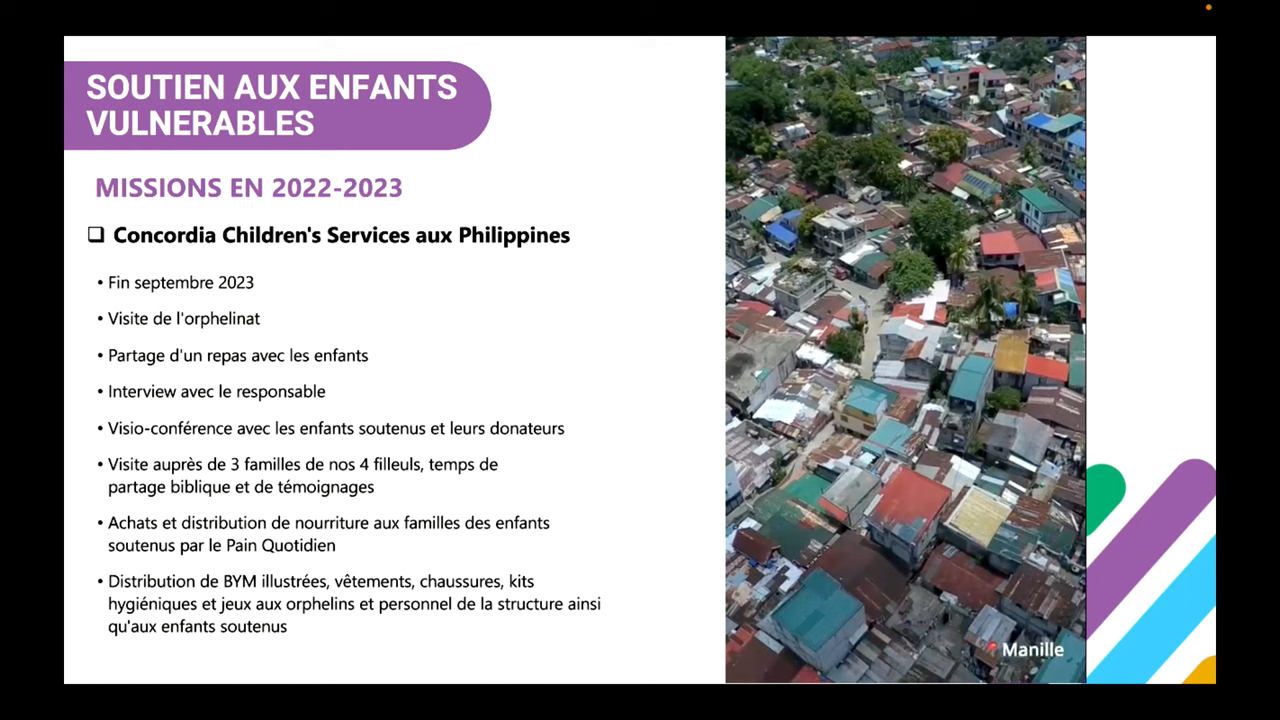 SOUTIEN AUX ENFANTS
VULNERABLES
MISSIONS EN 2022-2023
❑ Concordia Children's Services aux Philippines
• Fin septembre 2023
• Visite de l'orphelinat
• Partage d'un repas avec les enfants
• Interview avec le responsable
• Visio-conférence avec les enfants soutenus et leurs donateurs
• Visite auprès de 3 familles de nos 4 filleuls, temps de
partage biblique et de témoignages
• Achats et distribution de nourriture aux familles des enfants
soutenus par le Pain Quotidien
• Distribution de BYM illustrées, vêtements, chaussures, kits
hygiéniques et jeux aux orphelins et personnel de la structure ainsi
qu'aux enfants soutenus
Manille